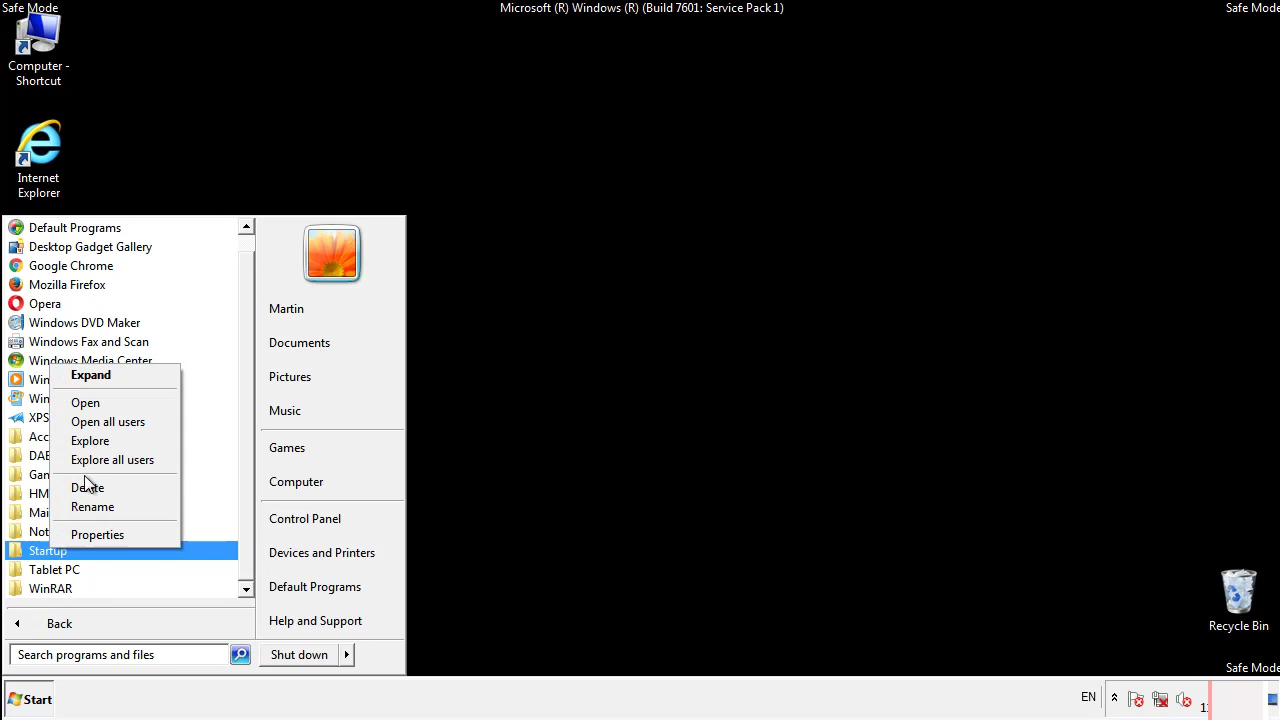 Safe Mode
Microsoft (R) Windows (R) (Build 7601: Service Pack 1)
Safe Mode
Computer -
Shortcut
Internet
Explorer
Default Programs
Desktop Gadget Gallery
Google Chrome
Mozilla Firefox
Opera
Windows DVD Maker
Windows Fax and Scan
Windows Media Center
Expand
Open
Open all users
Explore
Explore all users
Delete
Rename
Properties
Startup
Tablet PC
WinRAR
Back
Search programs and files
Martin
Documents
Pictures
Music
Games
Computer
Control Panel
Devices and Printers
Default Programs
Help and Support
Shut down
Recycle Bin
Safe Mode
Start
EN